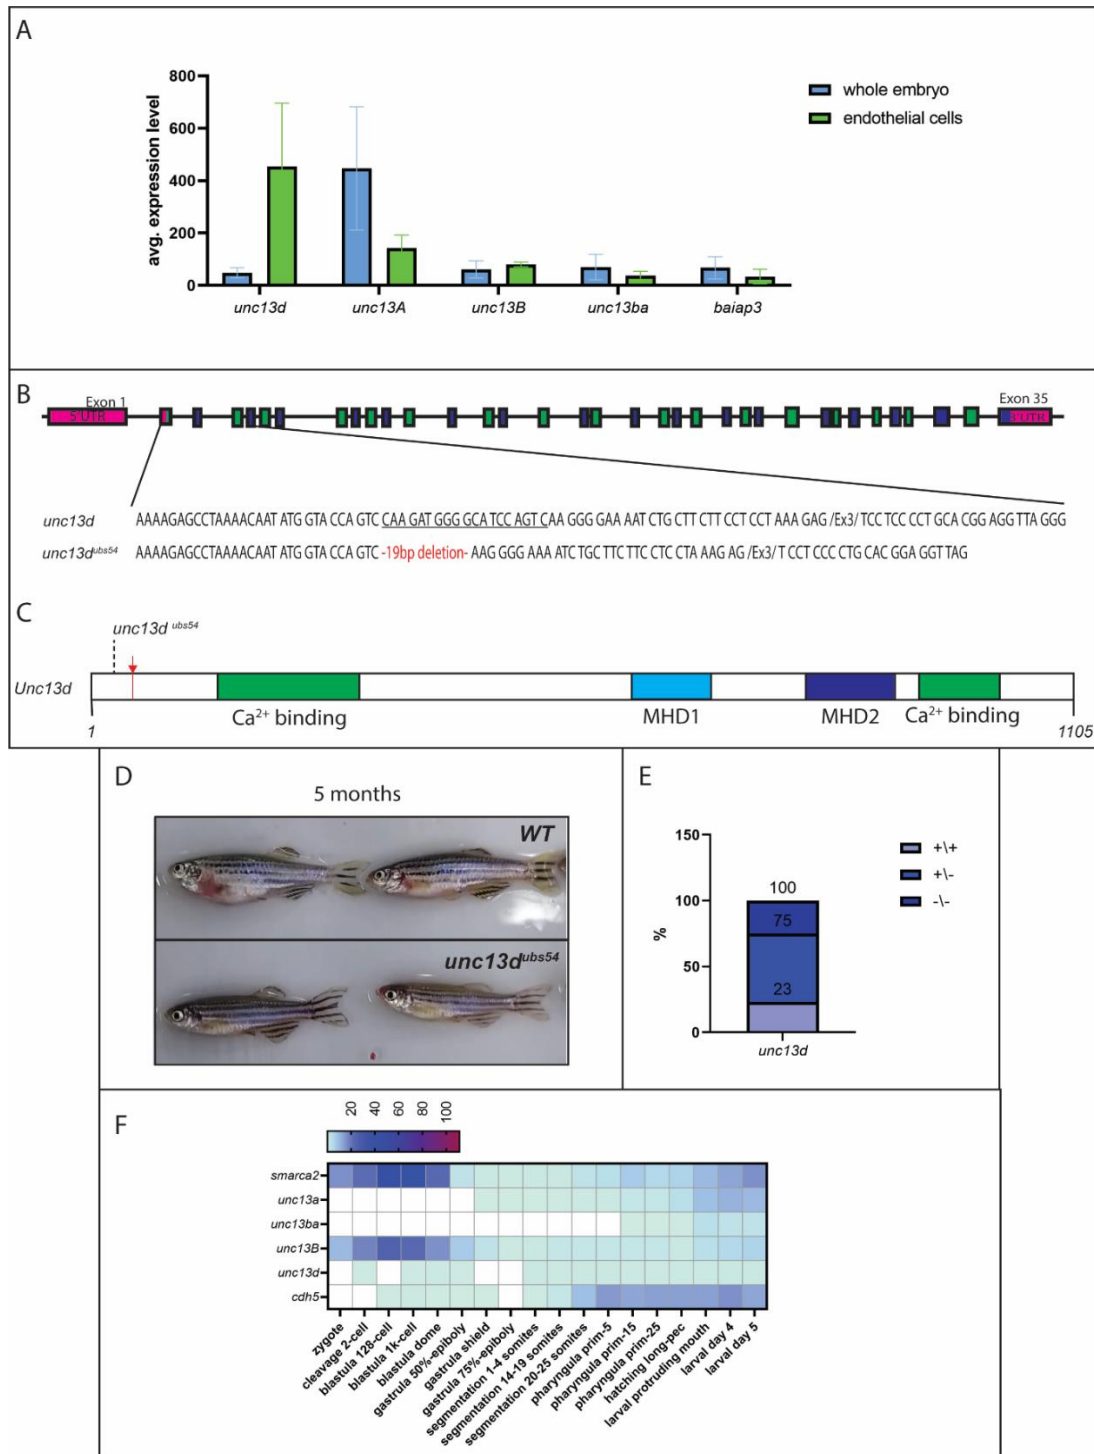 A
800
600
400
200
0
avg. expression level
whole embryo
endothelial cells
unc13d unc13A unc13B unc13ba baiap3
B
Exon 1
5'UTR
Exon 35
3'UTR
unc13d AAAAGAGCCTAAAACAAT ATG GTA CCA GTC CAA GAT GGG GCA TCC AGT CAA GGG GAA AAT CTG CTT CTT CCT CCT AAA GAG /Ex3/ TCC TCC CCT GCA CGG AGG TTA GGG
unc13d ubs54 AAAAGAGCCTAAAACAAT ATG GTA CCA GTC -19bp deletion- AAG GGG AAA ATC TGC TTC TTC CTC CTA AAG AG /Ex3/ T CCT CCC CTG CAC GGA GGT TAG
C
unc13d ubs54
Unc13d
Ca2+ binding MHD1 MHD2 Ca2+ binding
1 1105
D
5 months
WT
unc13d ubs54
E
150
100
50
0
%
100
75
23
unc13d
+\+
+\-
-\-
F
20 40 60 80 100
smarca2
unc13a
unc13ba
unc13B
unc13d
cdh5
zygote
cleavage 2-cell
blastula 128-cell
blastula 1k-cell
blastula dome
gastrula 50%-epiboly
gastrula shield
gastrula 75%-epiboly
segmentation 1-4 somites
segmentation 14-19 somites
segmentation 20-25 somites
pharyngula prim-5
pharyngula prim-15
pharyngula prim-25
hatching long-pec
larval protruding mouth
larval day 4
larval day 5